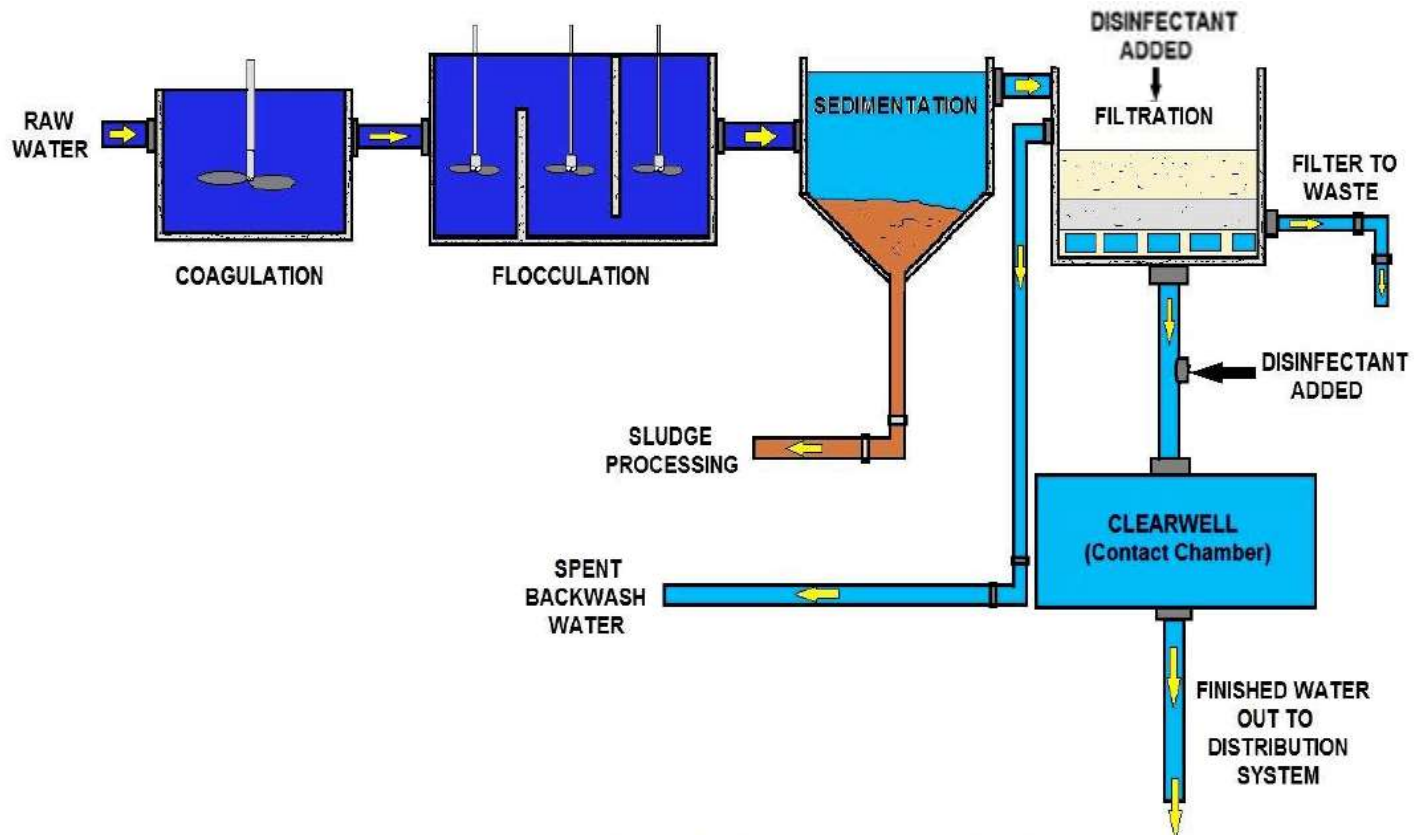 DISINFECTANT
ADDED
RAW
WATER
SEDIMENTATION
FILTRATION
FILTER TO
WASTE
COAGULATION
FLOCCULATION
DISINFECTANT
ADDED
SLUDGE
PROCESSING
CLEARWELL
(Contact Chamber)
SPENT
BACKWASH
WATER
FINISHED WATER
OUT TO
DISTRIBUTION
SYSTEM